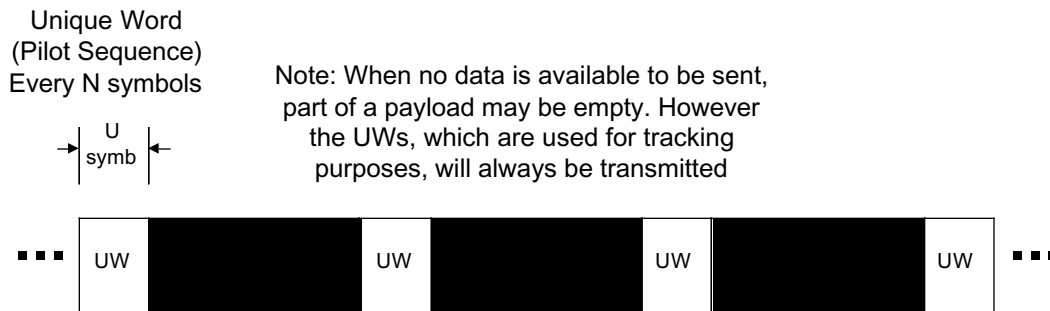 Unique Word
(Pilot Sequence)
Every N symbols
Note: When no data is available to be sent,
part of a payload may be empty. However
the UWs, which are used for tracking
purposes, will always be transmitted
U
symb
UW
UW
UW
UW